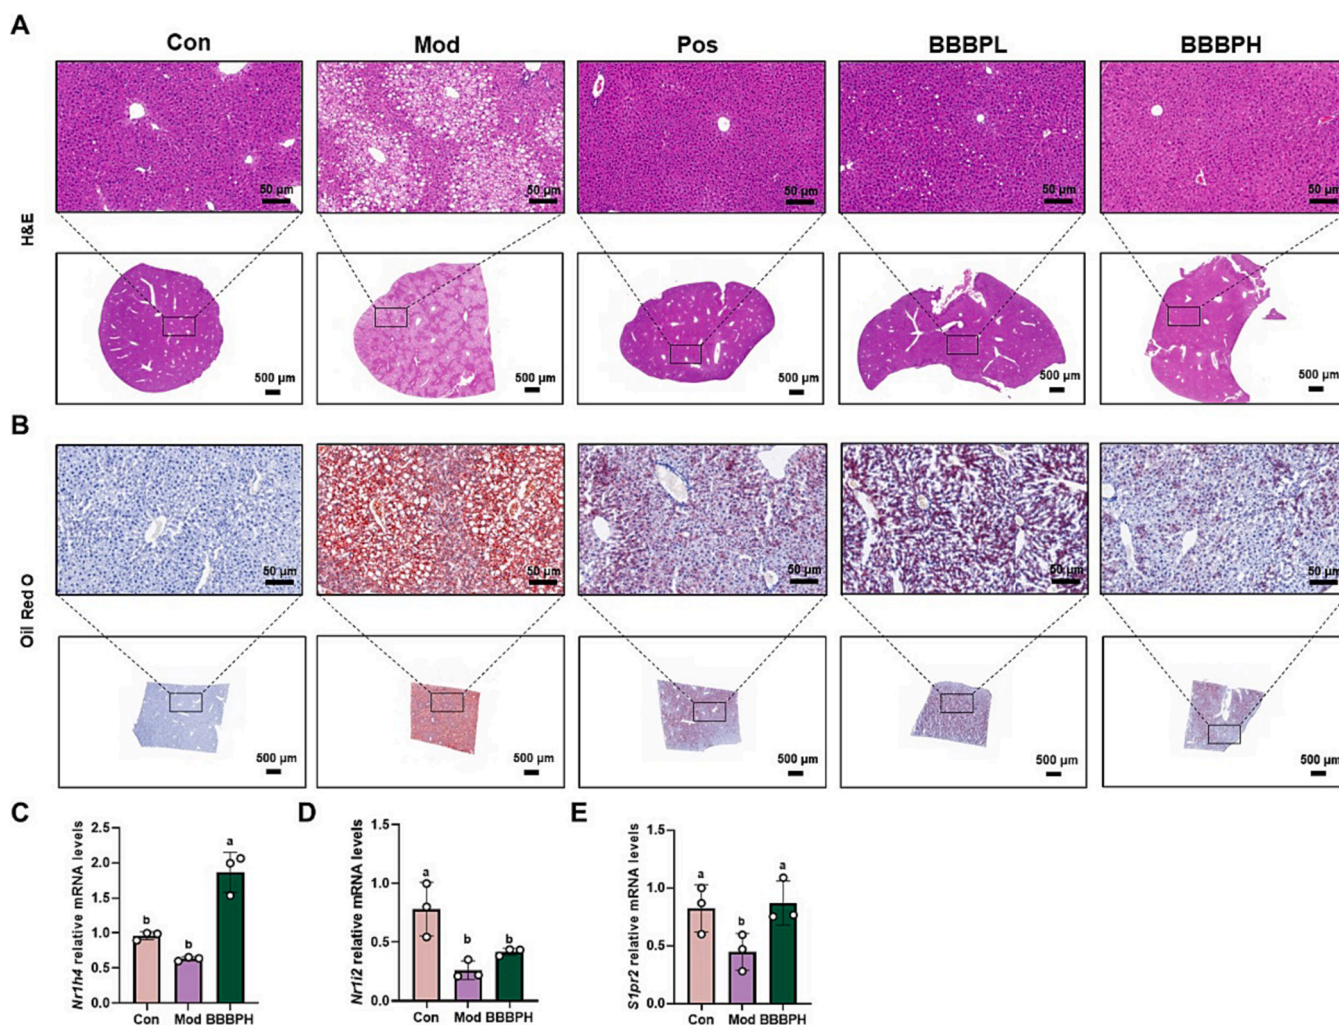 A
Con Mod Pos BBBPL BBBPH
H&E
50 µm 50 µm 50 µm 50 µm 50 µm
500 µm 500 µm 500 µm 500 µm 500 µm
B
Oil Red O
50 µm 50 µm 50 µm 50 µm 50 µm
500 µm 500 µm 500 µm 500 µm 500 µm
C
Nr1h4 relative mRNA levels
2.5
2.0
1.5
1.0
0.5
0.0
b b a
Con Mod BBBPH
D
Nr1i2 relative mRNA levels
1.5
1.0
0.5
0.0
a b b
Con Mod BBBPH
E
S1pr2 relative mRNA levels
1.5
1.0
0.5
0.0
a b a
Con Mod BBBPH